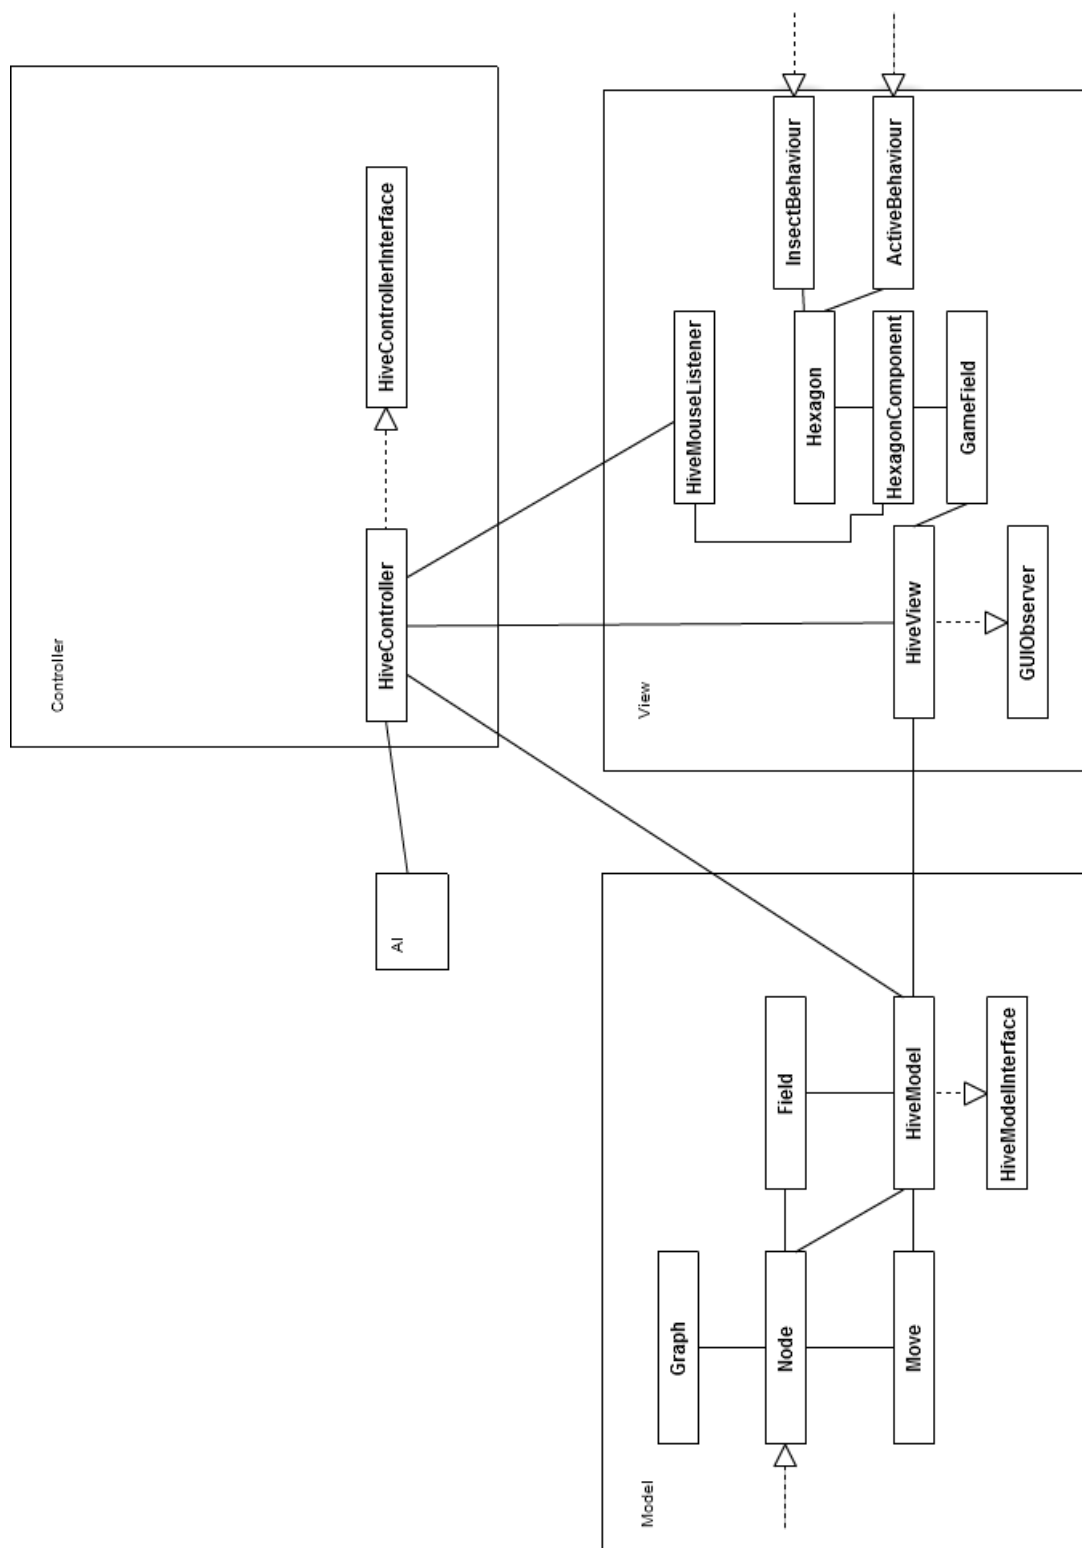 Controller
HiveController
HiveControllerInterface
AI
Model
Graph
Node
Move
Field
HiveModel
HiveModelInterface
View
HiveView
GUIObserver
HiveMouseListener
Hexagon
HexagonComponent
GameField
InsectBehaviour
ActiveBehaviour